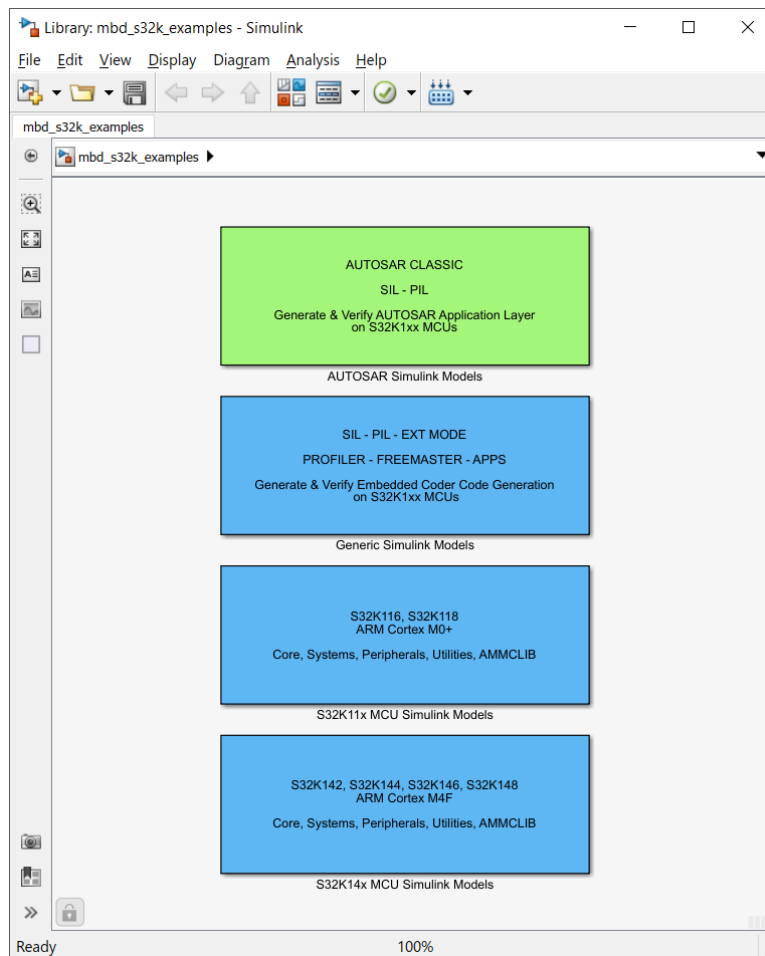 Library: mbd_s32k_examples - Simulink
File Edit View Display Diagram Analysis Help
mbd_s32k_examples
mbd_s32k_examples
AUTOSAR CLASSIC
SIL - PIL
Generate & Verify AUTOSAR Application Layer
on S32K1xx MCUs
AUTOSAR Simulink Models
SIL - PIL - EXT MODE
PROFILER - FREEMASTER - APPS
Generate & Verify Embedded Coder Code Generation
on S32K1xx MCUs
Generic Simulink Models
S32K116, S32K118
ARM Cortex M0+
Core, Systems, Peripherals, Utilities, AMMCLIB
S32K11x MCU Simulink Models
S32K142, S32K144, S32K146, S32K148
ARM Cortex M4F
Core, Systems, Peripherals, Utilities, AMMCLIB
S32K14x MCU Simulink Models
Ready 100%